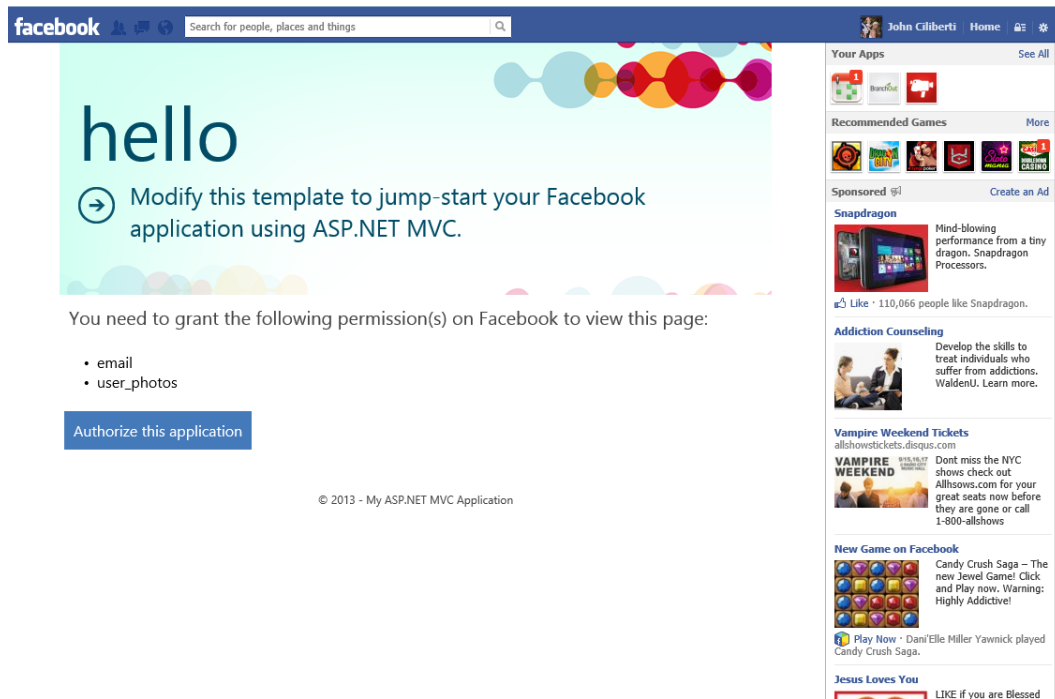 facebook
Search for people, places and things
John Ciliberti
Home
hello
Modify this template to jump-start your Facebook
application using ASP.NET MVC.
You need to grant the following permission(s) on Facebook to view this page:
• email
• user_photos
Authorize this application
© 2013 - My ASP.NET MVC Application
Your Apps
See All
1
BranchOut
Recommended Games
More
1
Sponsored
Create an Ad
Snapdragon
Mind-blowing
performance from a tiny
dragon. Snapdragon
Processors.
Like · 110,066 people like Snapdragon.
Addiction Counseling
Develop the skills to
treat individuals who
suffer from addictions.
WaldenU. Learn more.
Vampire Weekend Tickets
allshowstickets.disqus.com
VAMPIRE
WEEKEND
9/15,16,17
Dont miss the NYC
shows check out
Allhsows.com for your
great seats now before
they are gone or call
1-800-allshows
New Game on Facebook
Candy Crush Saga – The
new Jewel Game! Click
and Play now. Warning:
Highly Addictive!
Play Now · Dani'Elle Miller Yawnick played
Candy Crush Saga.
Jesus Loves You
LIKE if you are Blessed